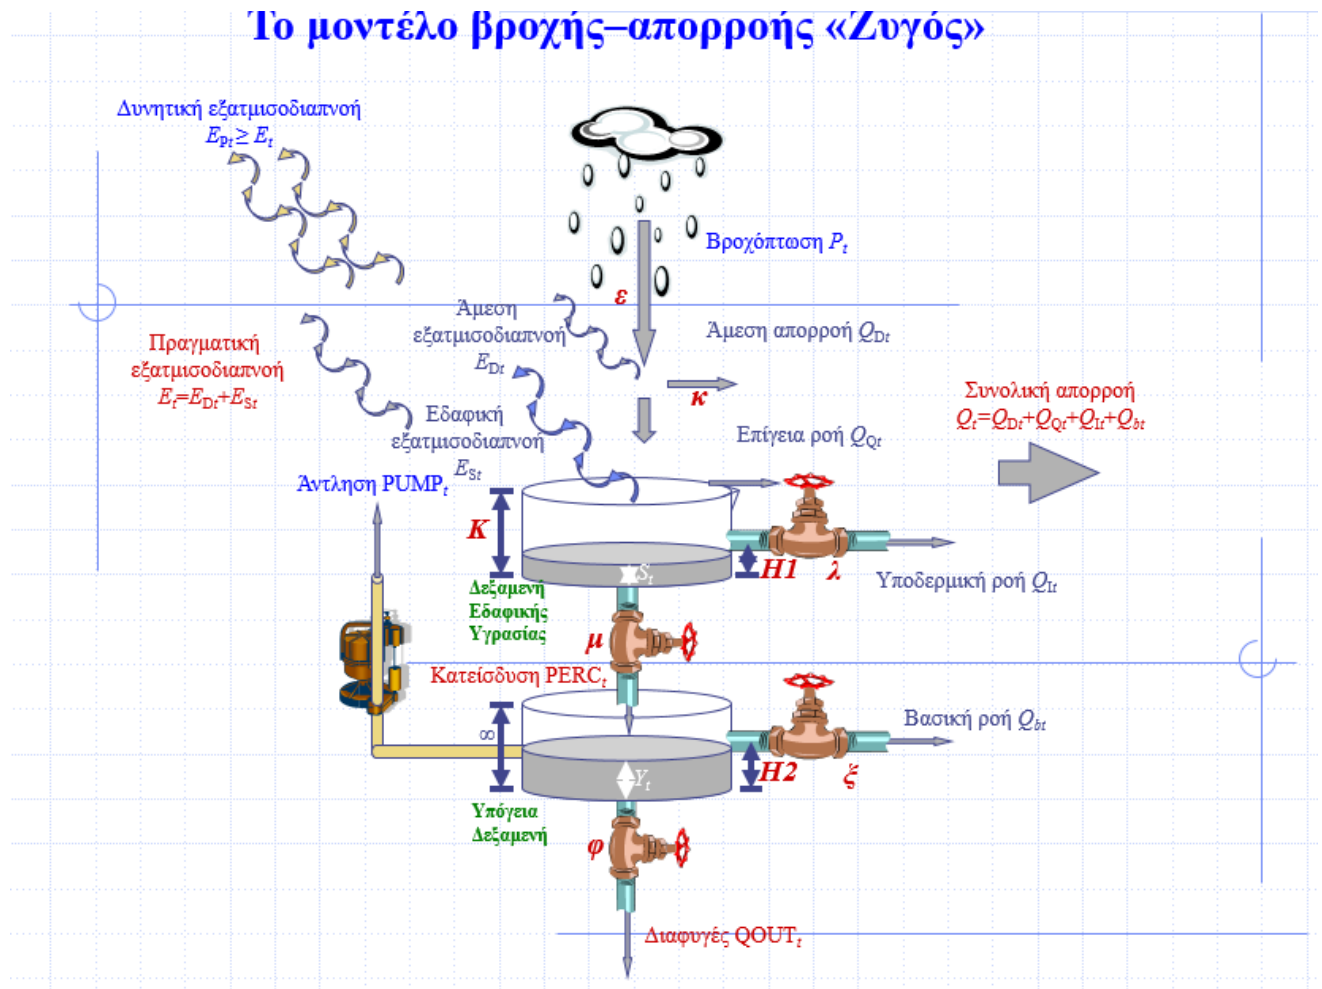 Το μοντέλο βροχής–απορροής «Ζυγός»
Δυνητική εξατμισοδιαπνοή
EPt ≥ Et
Βροχόπτωση Pt
ε
Άμεση
εξατμισοδιαπνοή
EDt
Άμεση απορροή QDt
κ
Πραγματική
εξατμισοδιαπνοή
Et=EDt+ESt
Συνολική απορροή
Qt=QDt+QQt+QIt+Qbt
Εδαφική
εξατμισοδιαπνοή
ESt
Επίγεια ροή QQt
Άντληση PUMPt
K
St
H1
λ
Υποδερμική ροή QIt
Δεξαμενή
Εδαφικής
Υγρασίας
μ
Κατείσδυση PERCt
∞
Yt
H2
ξ
Βασική ροή Qbt
Υπόγεια
Δεξαμενή
φ
Διαφυγές QOUTt